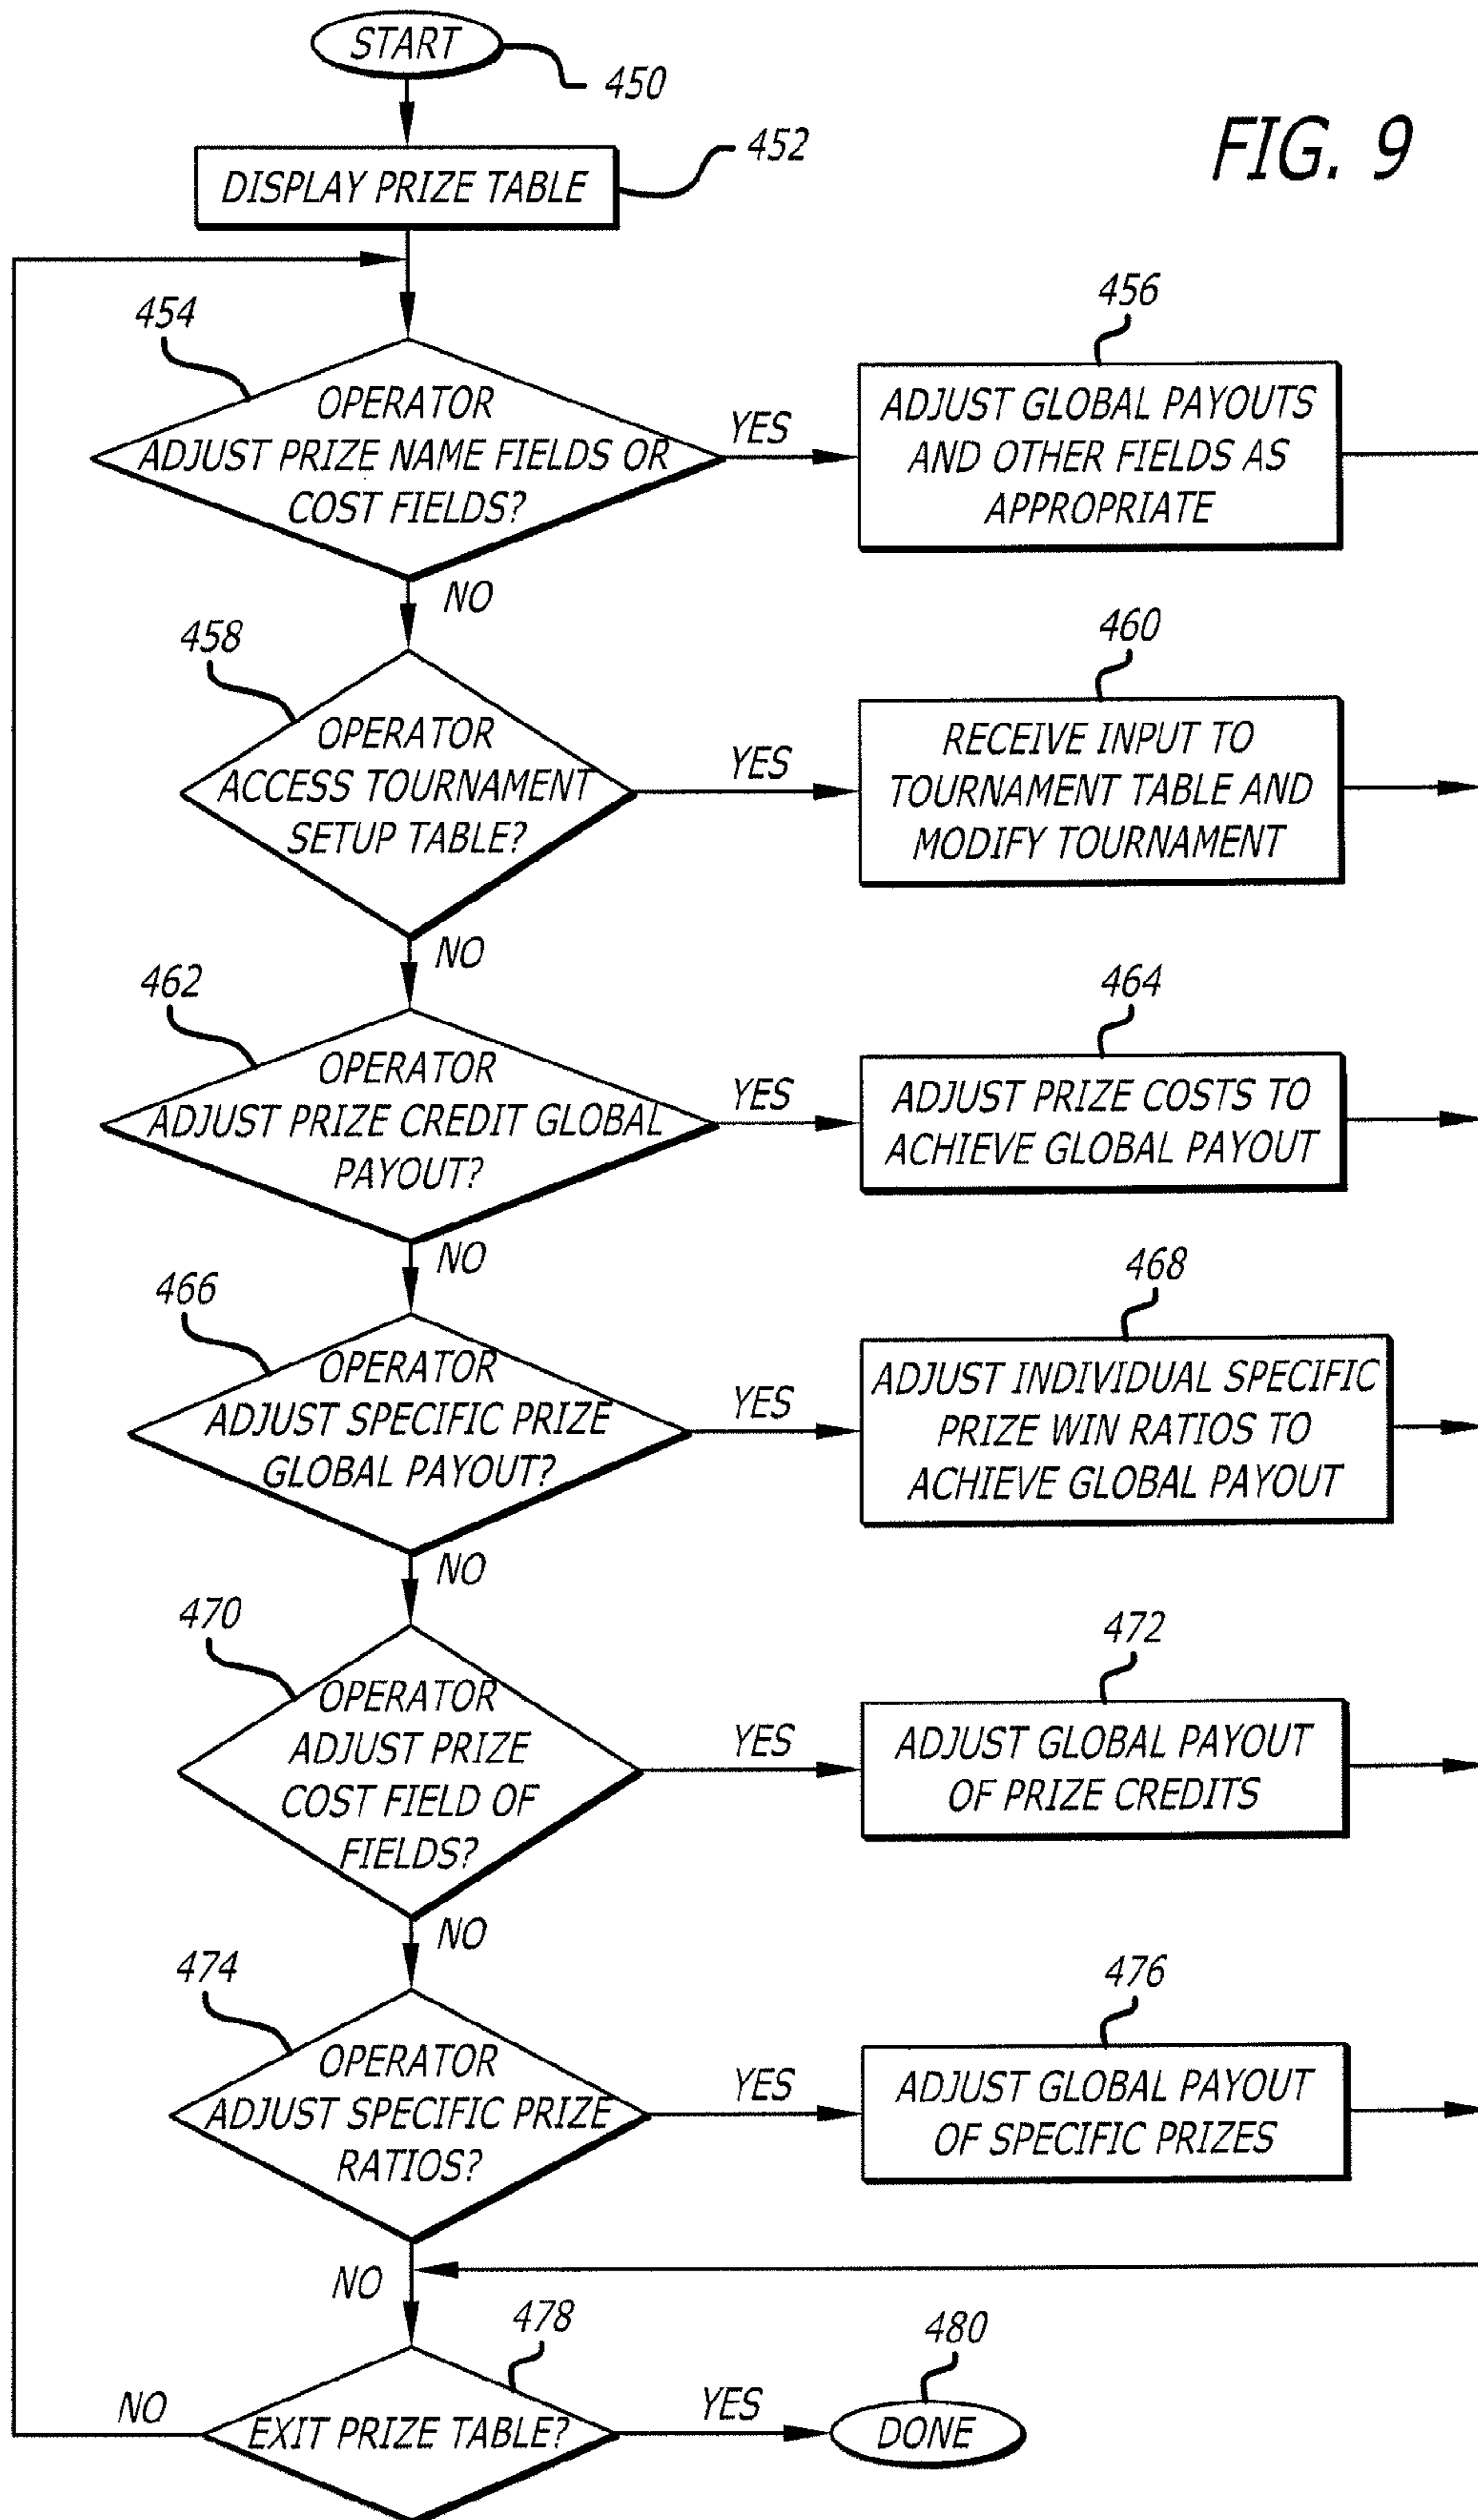 START
450
FIG. 9
DISPLAY PRIZE TABLE
452
454
OPERATOR
ADJUST PRIZE NAME FIELDS OR
COST FIELDS?
YES
NO
456
ADJUST GLOBAL PAYOUTS
AND OTHER FIELDS AS
APPROPRIATE
458
OPERATOR
ACCESS TOURNAMENT
SETUP TABLE?
YES
NO
460
RECEIVE INPUT TO
TOURNAMENT TABLE AND
MODIFY TOURNAMENT
462
OPERATOR
ADJUST PRIZE CREDIT GLOBAL
PAYOUT?
YES
NO
464
ADJUST PRIZE COSTS TO
ACHIEVE GLOBAL PAYOUT
466
OPERATOR
ADJUST SPECIFIC PRIZE
GLOBAL PAYOUT?
YES
NO
468
ADJUST INDIVIDUAL SPECIFIC
PRIZE WIN RATIOS TO
ACHIEVE GLOBAL PAYOUT
470
OPERATOR
ADJUST PRIZE
COST FIELD OF
FIELDS?
YES
NO
472
ADJUST GLOBAL PAYOUT
OF PRIZE CREDITS
474
OPERATOR
ADJUST SPECIFIC PRIZE
RATIOS?
YES
NO
476
ADJUST GLOBAL PAYOUT
OF SPECIFIC PRIZES
478
EXIT PRIZE TABLE?
NO
YES
480
DONE